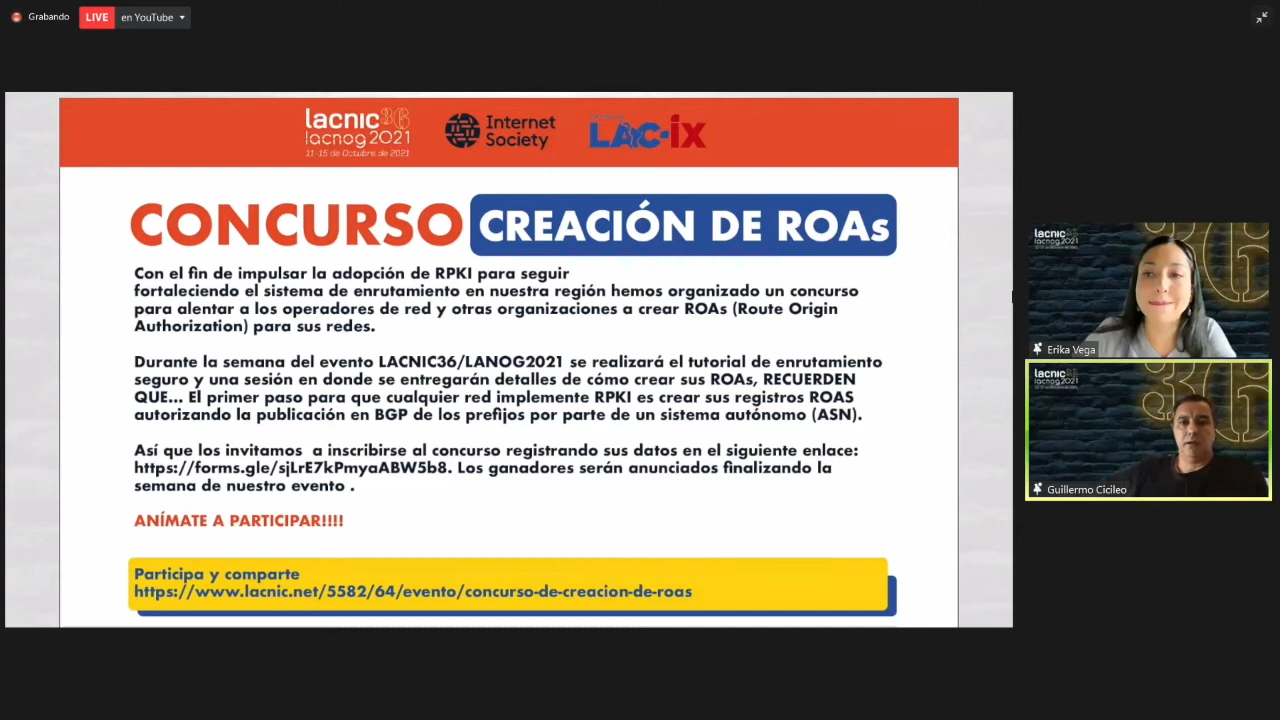 Grabando
LIVE
en YouTube
lacnic36
lacnog2021
11-15 de Octubre de 2021
Internet
Society
LAC-iX
CONCURSO CREACIÓN DE ROAs
Con el fin de impulsar la adopción de RPKI para seguir
fortaleciendo el sistema de enrutamiento en nuestra región hemos organizado un concurso
para alentar a los operadores de red y otras organizaciones a crear ROAs (Route Origin
Authorization) para sus redes.
Durante la semana del evento LACNIC36/LANOG2021 se realizará el tutorial de enrutamiento
seguro y una sesión en donde se entregarán detalles de cómo crear sus ROAs, RECUERDEN
QUE... El primer paso para que cualquier red implemente RPKI es crear sus registros ROAS
autorizando la publicación en BGP de los prefijos por parte de un sistema autónomo (ASN).
Así que los invitamos a inscribirse al concurso registrando sus datos en el siguiente enlace:
https://forms.gle/sjLrE7kPmyaABW5b8. Los ganadores serán anunciados finalizando la
semana de nuestro evento .
ANÍMATE A PARTICIPAR!!!!
Participa y comparte
https://www.lacnic.net/5582/64/evento/concurso-de-creacion-de-roas
lacnic36
lacnog2021
36
Erika Vega
lacnic36
lacnog2021
36
Guillermo Cicileo